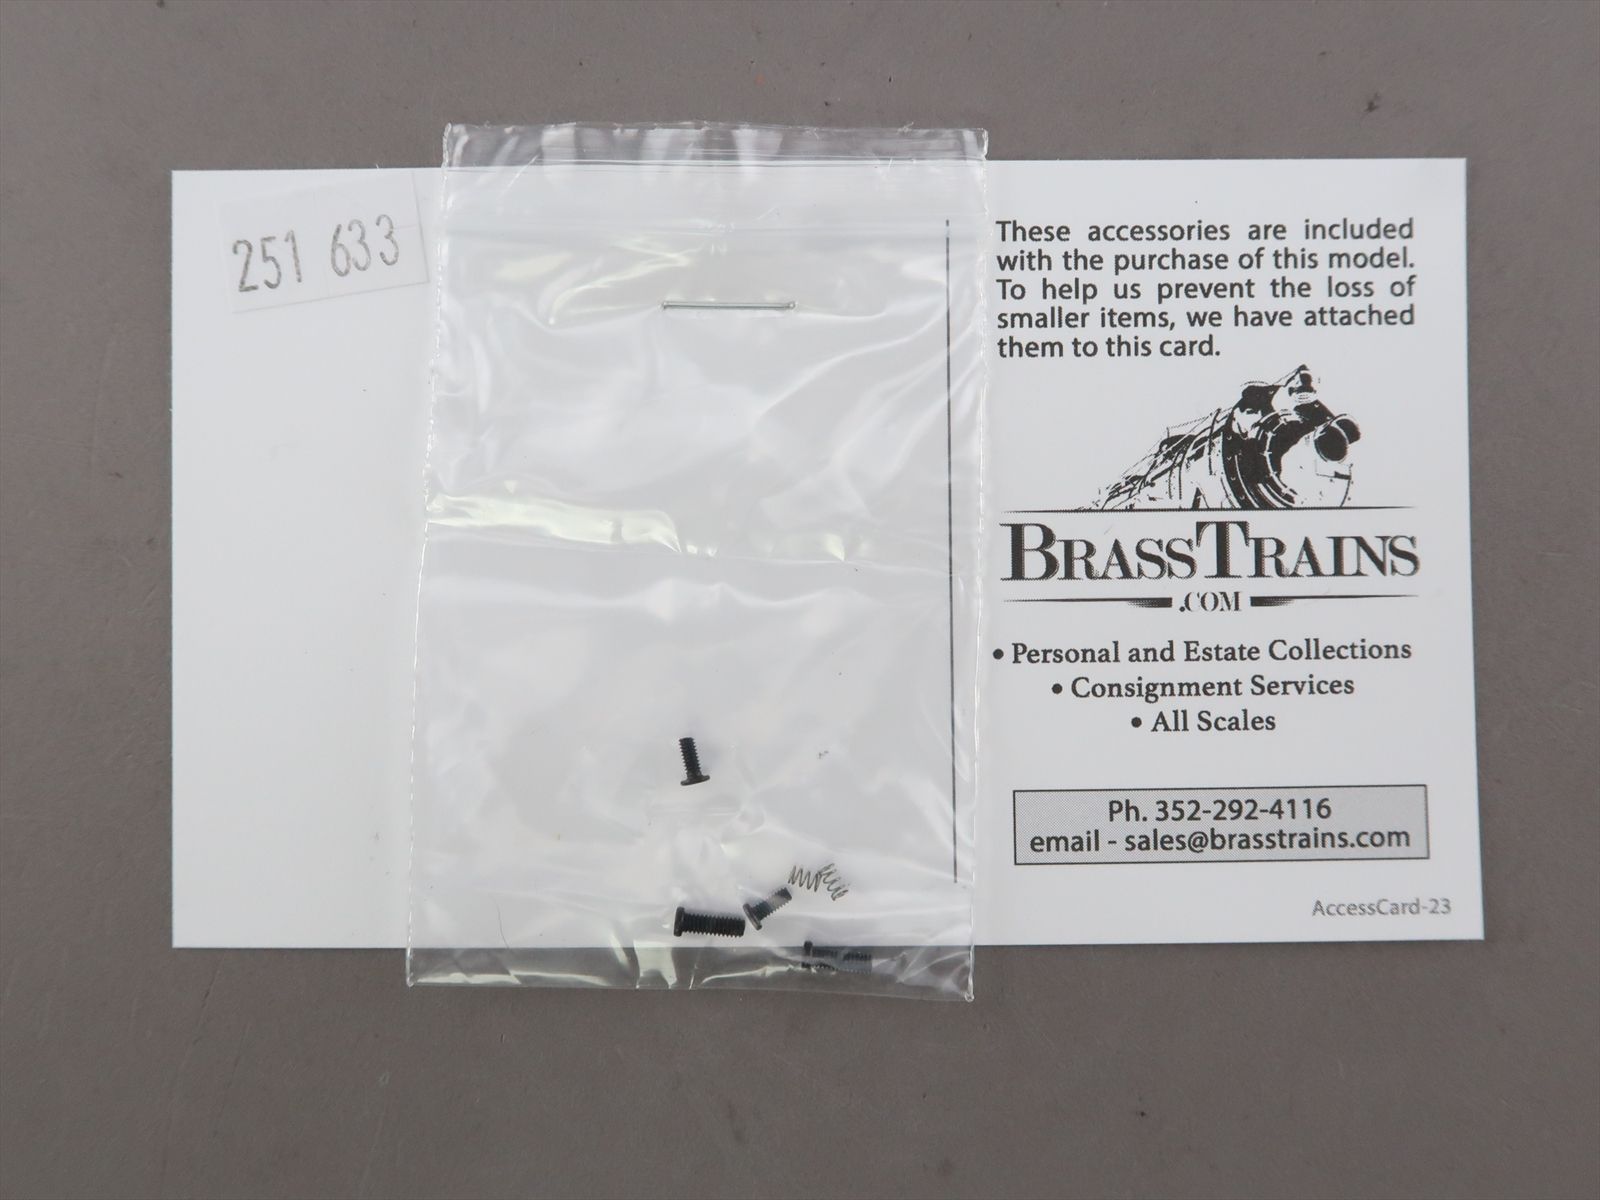 251 633
These accessories are included
with the purchase of this model.
To help us prevent the loss of
smaller items, we have attached
them to this card.
BRASSTRAINS
.COM
• Personal and Estate Collections
• Consignment Services
• All Scales
Ph. 352-292-4116
email - sales@brasstrains.com
AccessCard-23